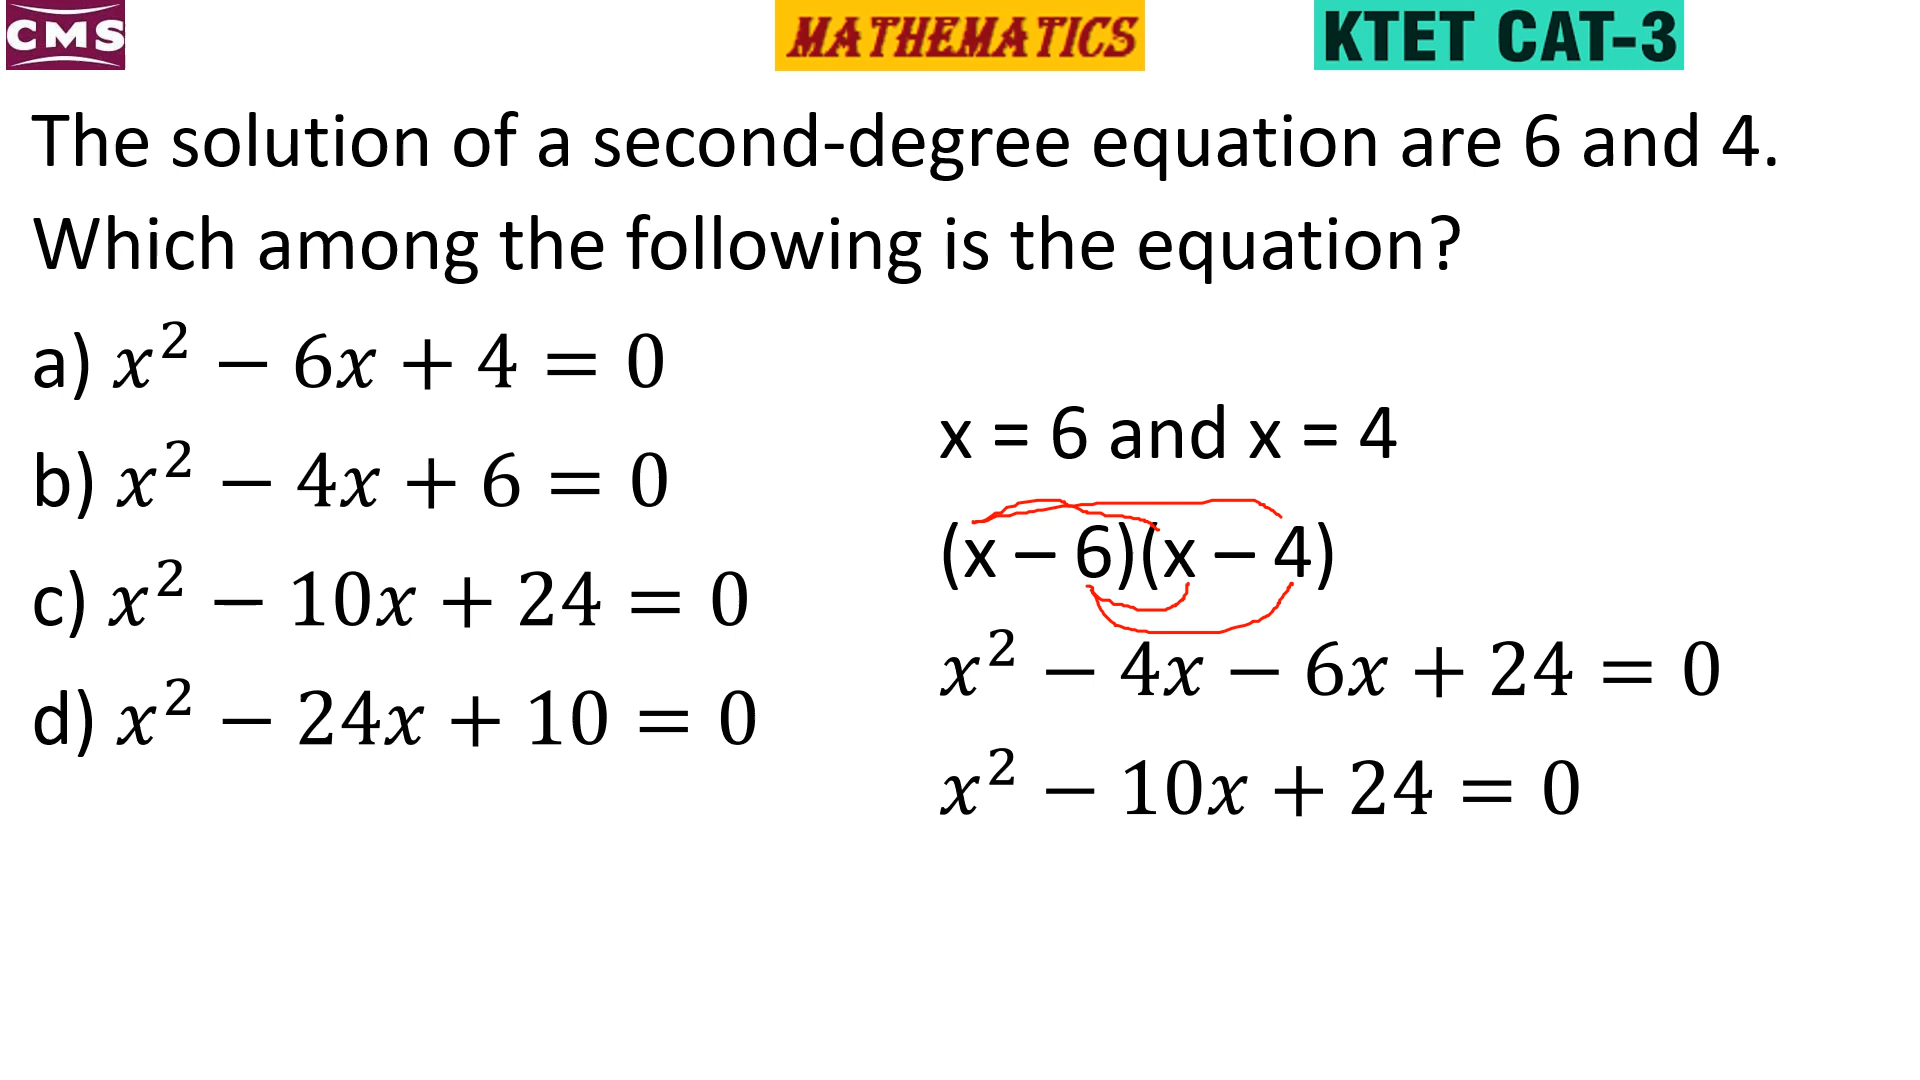 CMS
MATHEMATICS
KTET CAT-3
The solution of a second-degree equation are 6 and 4.
Which among the following is the equation?
a) x² − 6x + 4 = 0
b) x² − 4x + 6 = 0
c) x² − 10x + 24 = 0
d) x² − 24x + 10 = 0
x = 6 and x = 4
(x – 6)(x – 4)
x² − 4x − 6x + 24 = 0
x² − 10x + 24 = 0